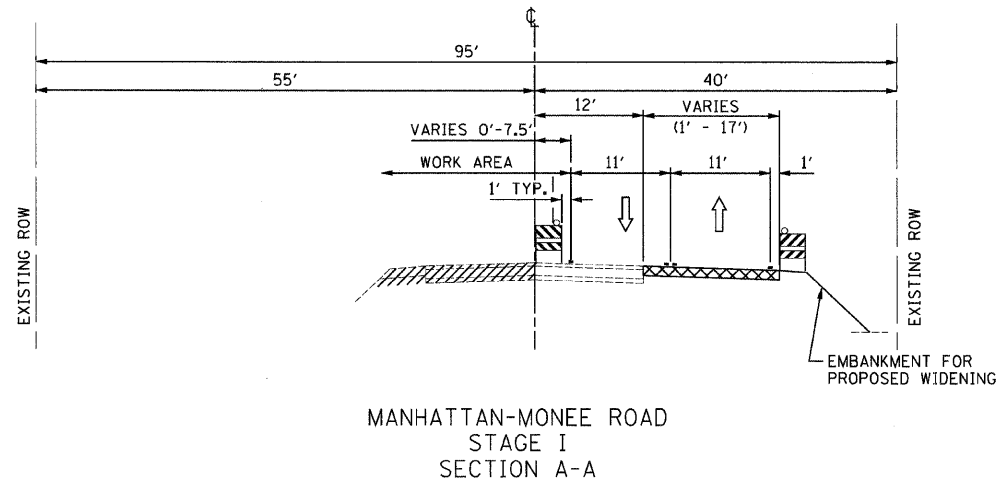 ℄
95'
55'
40'
12'
VARIES
(1' - 17')
VARIES 0'-7.5'
WORK AREA
11'
11'
1'
1' TYP.
EXISTING ROW
EXISTING ROW
EMBANKMENT FOR
PROPOSED WIDENING
MANHATTAN-MONEE ROAD
STAGE I
SECTION A-A